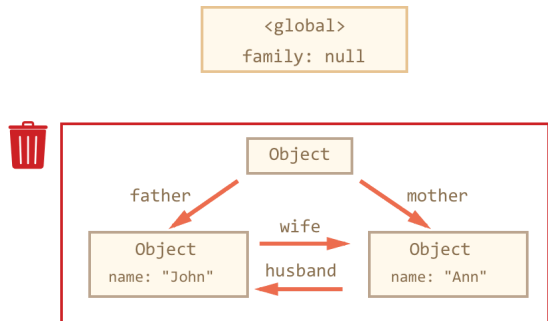 <global>
family: null
Object
father
mother
wife
Object
name: "John"
husband
Object
name: "Ann"